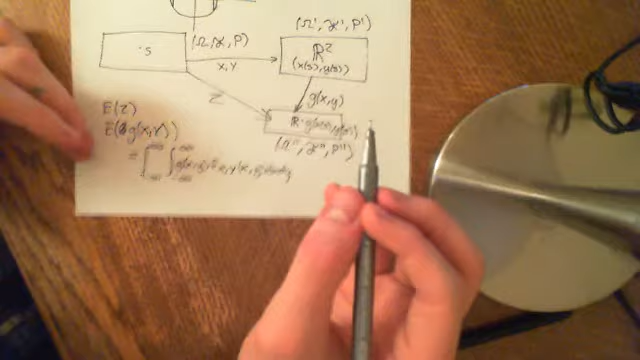 (Ω', 𝓕', P')
(Ω, 𝓕, P)
·s
X, Y
ℝ²
(x(s), y(s))
g(x, y)
Z
E(Z)
ℝ
E(g(X, Y))
(Ω'', 𝓕'', P'')
= ∫ ∫